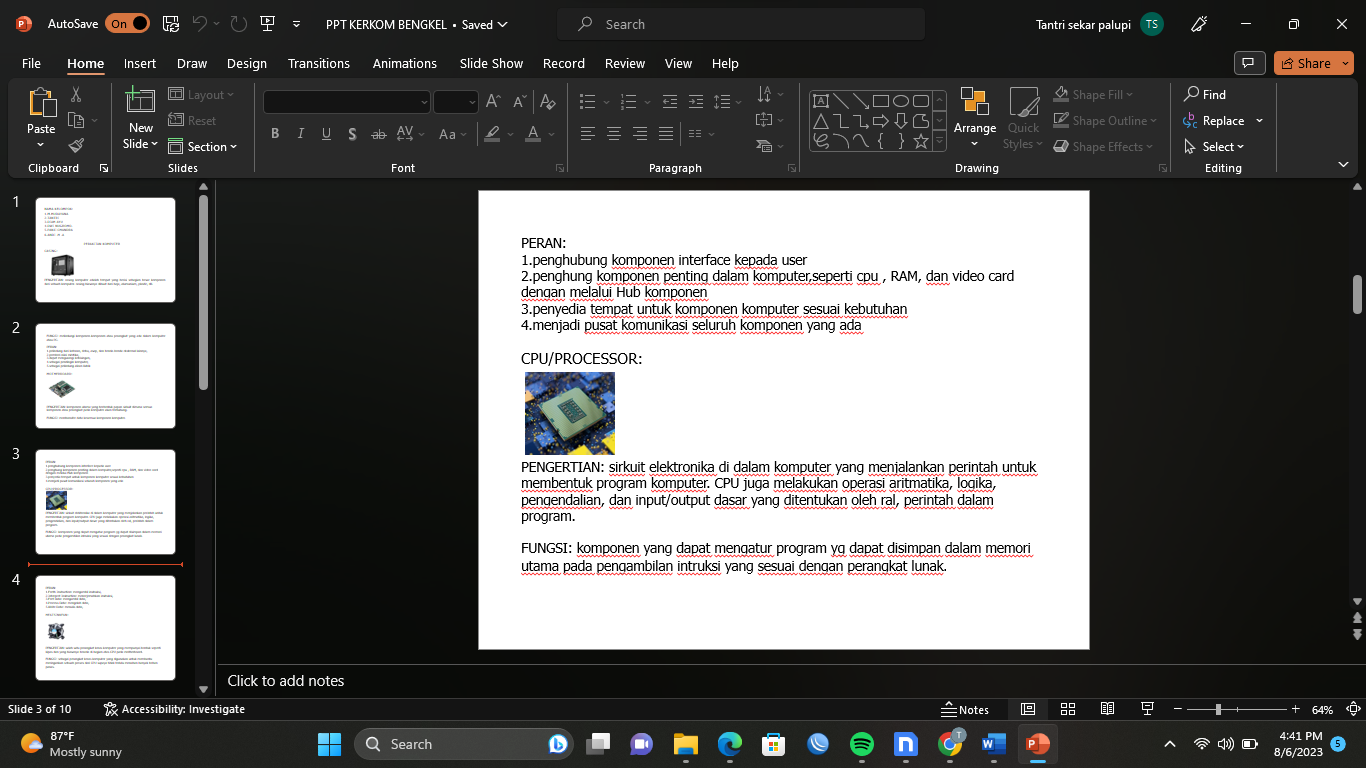 AutoSave On PPT KERKOM BENGKEL • Saved Search Tantri sekar palupi TS
File Home Insert Draw Design Transitions Animations Slide Show Record Review View Help Share
Paste New Slide Layout Reset Section
B I U S ab AV Aa A
Arrange Quick Styles Shape Fill Shape Outline Shape Effects
Find
Replace
Select
Clipboard Slides Font Paragraph Drawing Editing
1
2
3
4
PERAN:
1.penghubung komponen interface kepada user
2.penghung komponen penting dalam komputer,seperti cpu , RAM, dan video card
dengan melalui Hub komponen
3.penyedia tempat untuk komponen komputer sesuai kebutuhan
4.menjadi pusat komunikasi seluruh komponen yang ada
CPU/PROCESSOR:
PENGERTIAN: sirkuit elektronika di dalam komputer yang menjalankan perintah untuk
membentuk program komputer. CPU juga melakukan operasi aritmatika, logika,
pengendalian, dan input/output dasar yang ditentukan oleh ral, perintah dalam
program.
FUNGSI: komponen yang dapat mengatur program yg dapat disimpan dalam memori
utama pada pengambilan intruksi yang sesuai dengan perangkat lunak.
Click to add notes
Slide 3 of 10 Accessibility: Investigate Notes 64%
87°F
Mostly sunny
Search
4:41 PM
8/6/2023 5